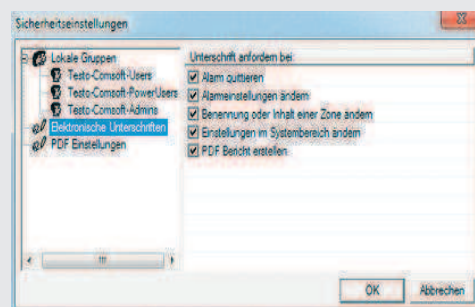 Sicherheitseinstellungen
Lokale Gruppen
Testo-Comsoft-Users
Testo-Comsoft-PowerUsers
Testo-Comsoft-Admins
Elektronische Unterschriften
PDF Einstellungen
Unterschrift anfordern bei:
Alarm quittieren
Alarmeinstellungen ändern
Benennung oder Inhalt einer Zone ändern
Einstellungen im Systembereich ändern
PDF Bericht erstellen
OK
Abbrechen